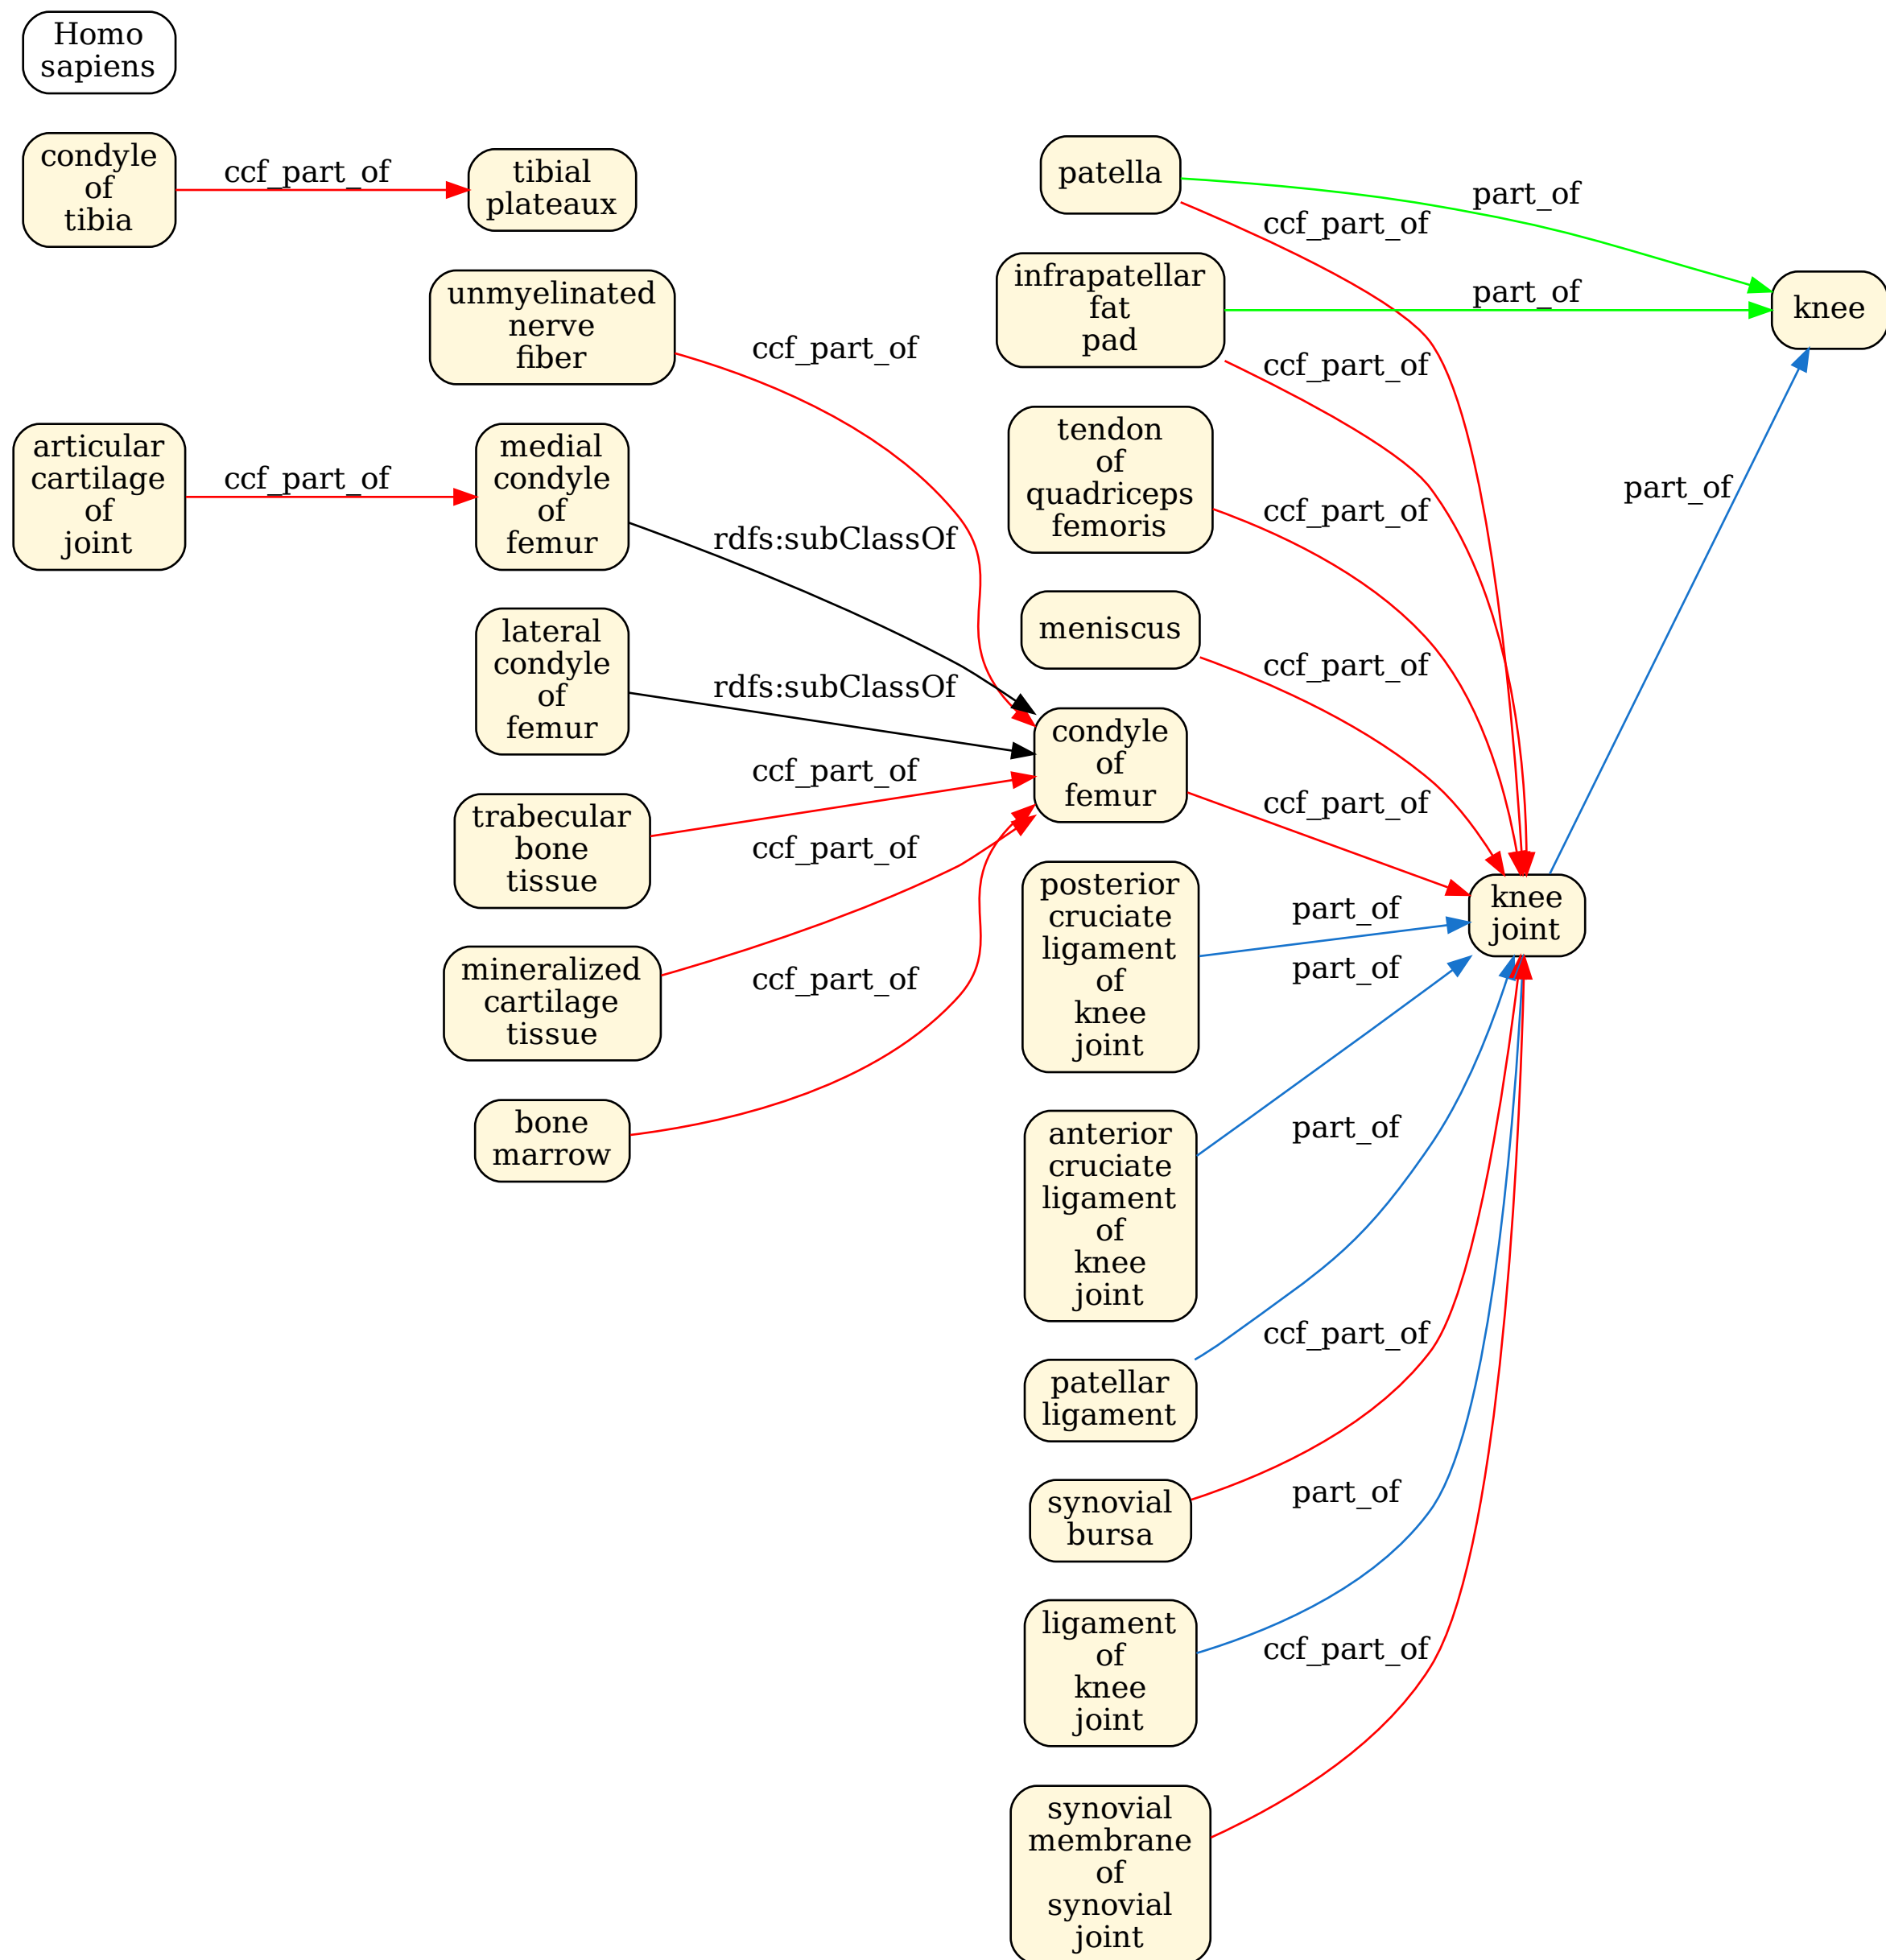 Homo
sapiens
condyle
of
tibia
ccf_part_of
tibial
plateaux
unmyelinated
nerve
fiber
ccf_part_of
articular
cartilage
of
joint
ccf_part_of
medial
condyle
of
femur
rdfs:subClassOf
lateral
condyle
of
femur
rdfs:subClassOf
trabecular
bone
tissue
ccf_part_of
mineralized
cartilage
tissue
ccf_part_of
bone
marrow
ccf_part_of
patella
part_of
ccf_part_of
infrapatellar
fat
pad
part_of
ccf_part_of
knee
tendon
of
quadriceps
femoris
ccf_part_of
part_of
meniscus
ccf_part_of
condyle
of
femur
ccf_part_of
knee
joint
posterior
cruciate
ligament
of
knee
joint
part_of
part_of
anterior
cruciate
ligament
of
knee
joint
part_of
patellar
ligament
ccf_part_of
synovial
bursa
part_of
ligament
of
knee
joint
ccf_part_of
synovial
membrane
of
synovial
joint